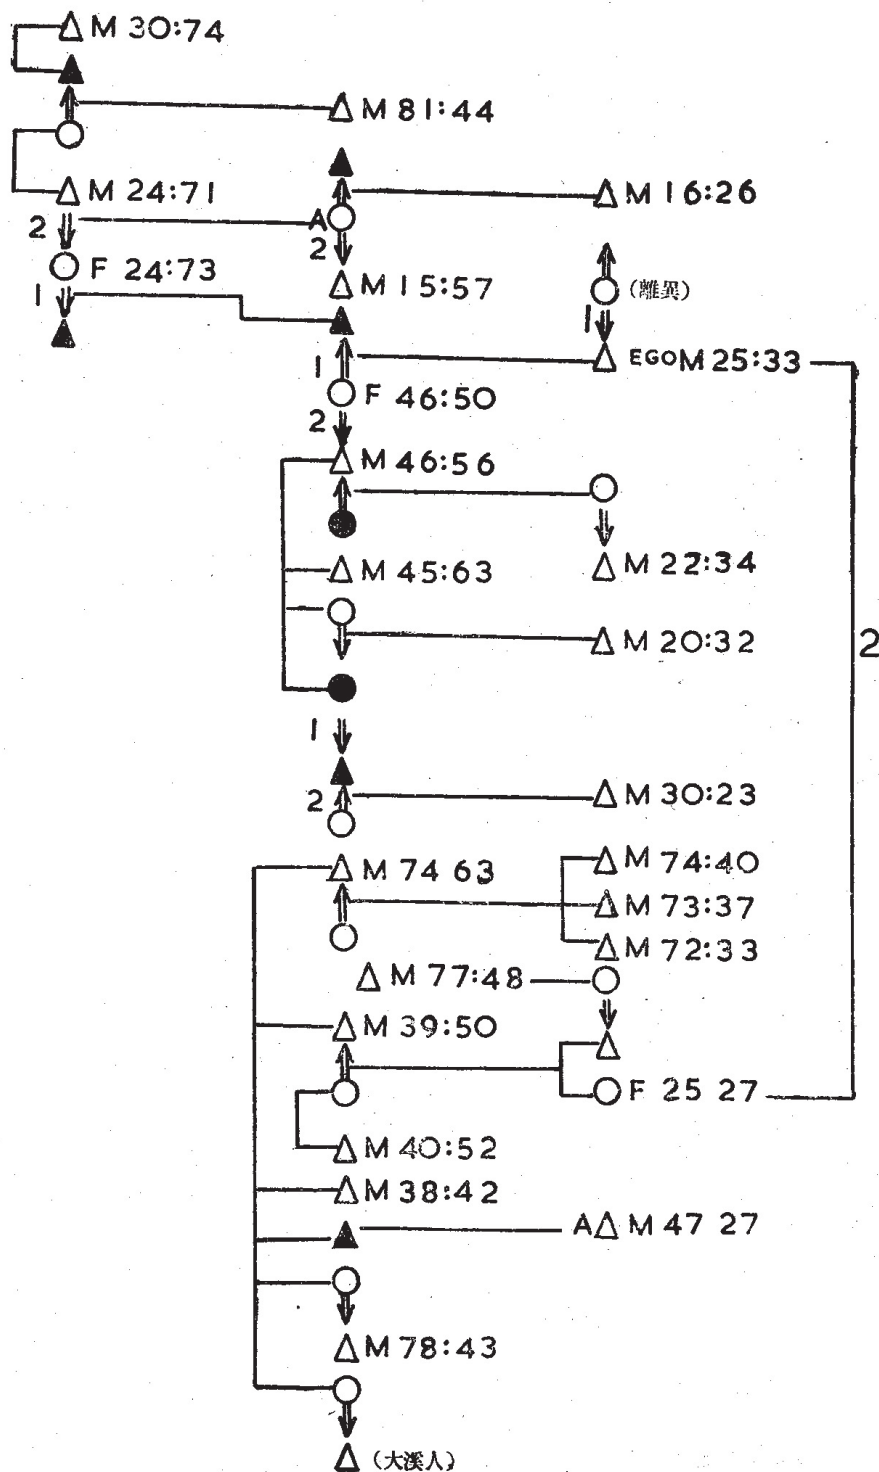 M 30:74
M 81:44
M 24:71
M 16:26
2
A
2
F 24:73
M 15:57
(離異)
1
1
EGO M 25:33
1
F 46:50
2
M 46:56
M 45:63
M 22:34
M 20:32
2
1
2
M 30:23
M 74 63
M 74:40
M 73:37
M 72:33
M 77:48
M 39:50
F 25 27
M 40:52
M 38:42
A M 47 27
M 78:43
(大溪人)